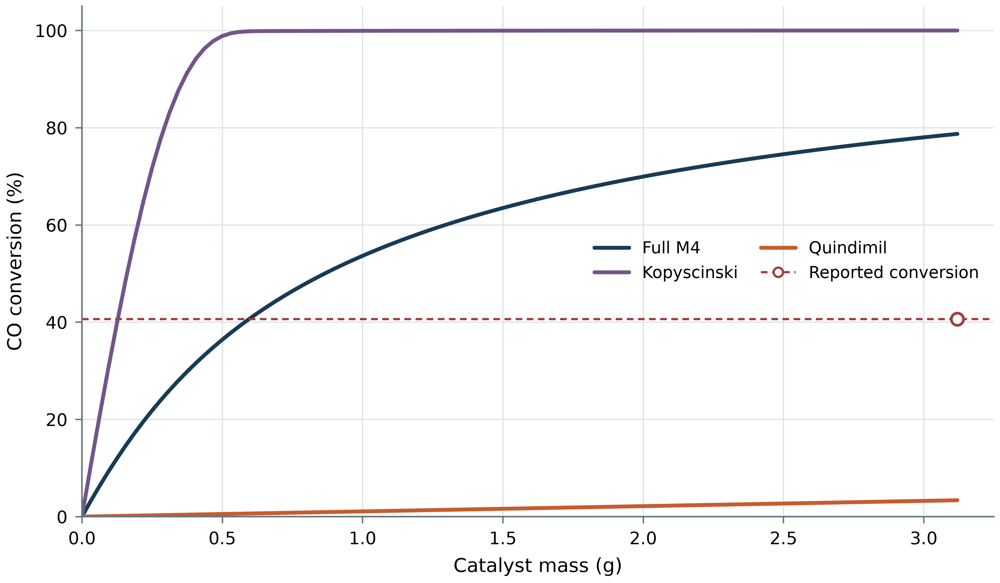 100
80
60
40
20
0
CO conversion (%)
Full M4
Kopyscinski
Quindimil
Reported conversion
0.0 0.5 1.0 1.5 2.0 2.5 3.0
Catalyst mass (g)